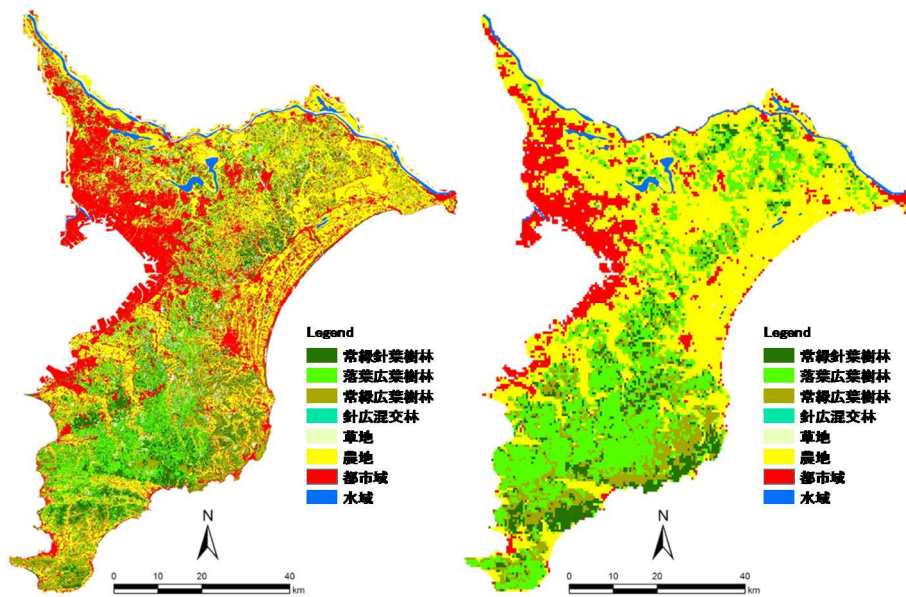 Legend
常緑針葉樹林
落葉広葉樹林
常緑広葉樹林
針広混交林
草地
農地
都市域
水域
N
0 10 20 40
km
Legend
常緑針葉樹林
落葉広葉樹林
常緑広葉樹林
針広混交林
草地
農地
都市域
水域
N
0 10 20 40
km